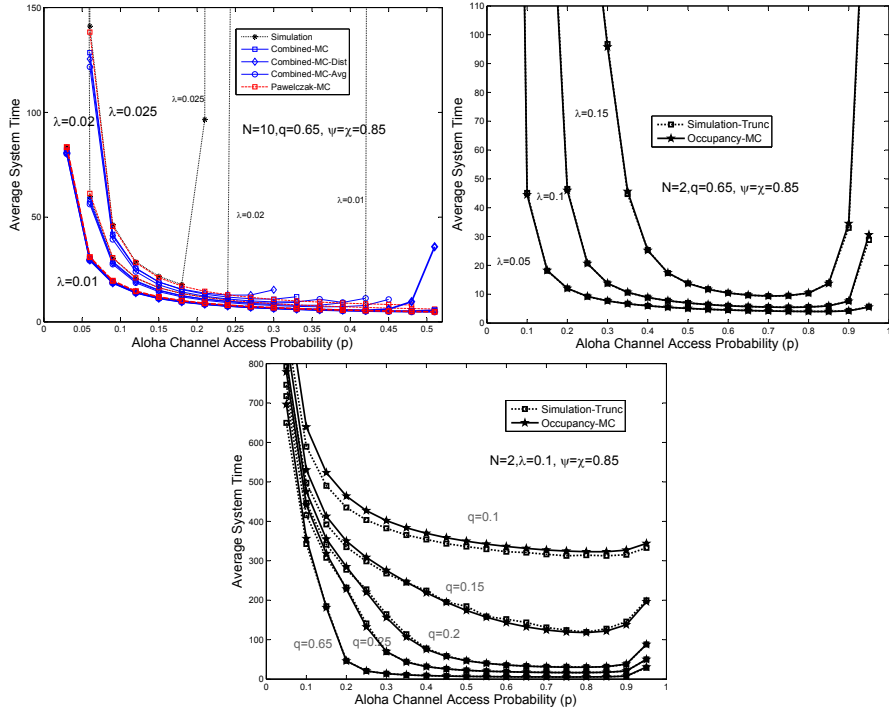 150
100
50
0
0 0.05 0.1 0.15 0.2 0.25 0.3 0.35 0.4 0.45 0.5
Average System Time
Aloha Channel Access Probability (p)
Simulation
Combined-MC
Combined-MC-Dist
Combined-MC-Avg
Pawelczak-MC
λ=0.025
λ=0.025
λ=0.02
N=10,q=0.65, ψ=χ=0.85
λ=0.01
λ=0.02
λ=0.01
110
100
90
80
70
60
50
40
30
20
10
0
0 0.1 0.2 0.3 0.4 0.5 0.6 0.7 0.8 0.9 1
Average System Time
Aloha Channel Access Probability (p)
λ=0.15
Simulation-Trunc
Occupancy-MC
N=2,q=0.65, ψ=χ=0.85
λ=0.1
λ=0.05
800
700
600
500
400
300
200
100
0
0 0.1 0.2 0.3 0.4 0.5 0.6 0.7 0.8 0.9 1
Average System Time
Aloha Channel Access Probability (p)
Simulation-Trunc
Occupancy-MC
N=2,λ=0.1, ψ=χ=0.85
q=0.1
q=0.15
q=0.2
q=0.25
q=0.65